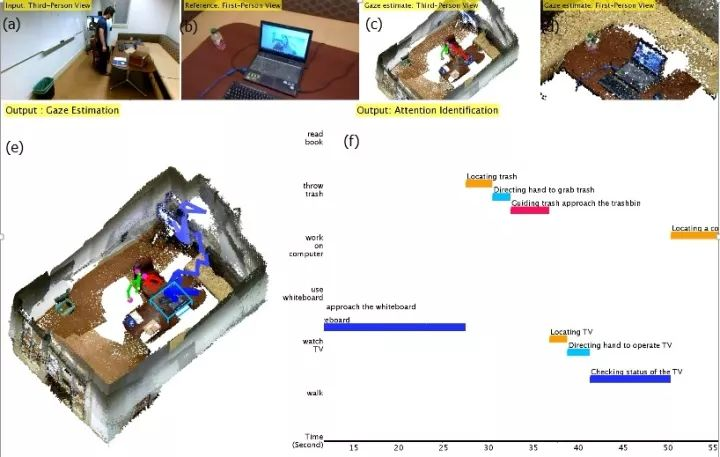 Input: Third-Person View
Reference: First-Person View
Gaze estimate: Third-Person View
Gaze estimate: First-Person View
(a)
(b)
(c)
(d)
Output : Gaze Estimation
Output: Attention Identification
(e)
(f)
read
book
throw
trash
work
on
computer
use
whiteboard
watch
TV
walk
Time
(Second)
Locating trash
Directing hand to grab trash
Guiding trash approach the trashbin
Locating a co
approach the whiteboard
eboard
Locating TV
Directing hand to operate TV
Checking status of the TV
15
20
25
30
35
40
45
50
55